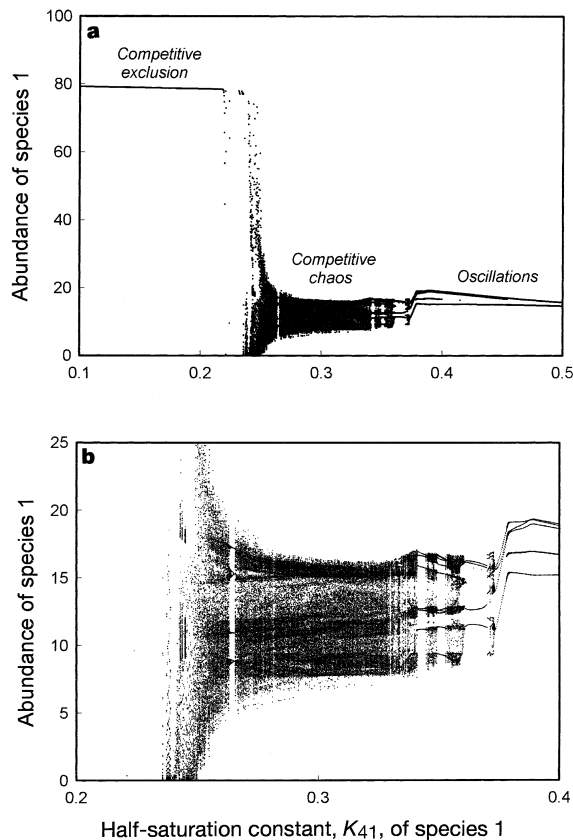 a
100
80
60
40
20
0
Abundance of species 1
Competitive
exclusion
Competitive
chaos
Oscillations
0.1
0.2
0.3
0.4
0.5
b
25
20
15
10
5
0
Abundance of species 1
0.2
0.3
0.4
Half-saturation constant, K41, of species 1